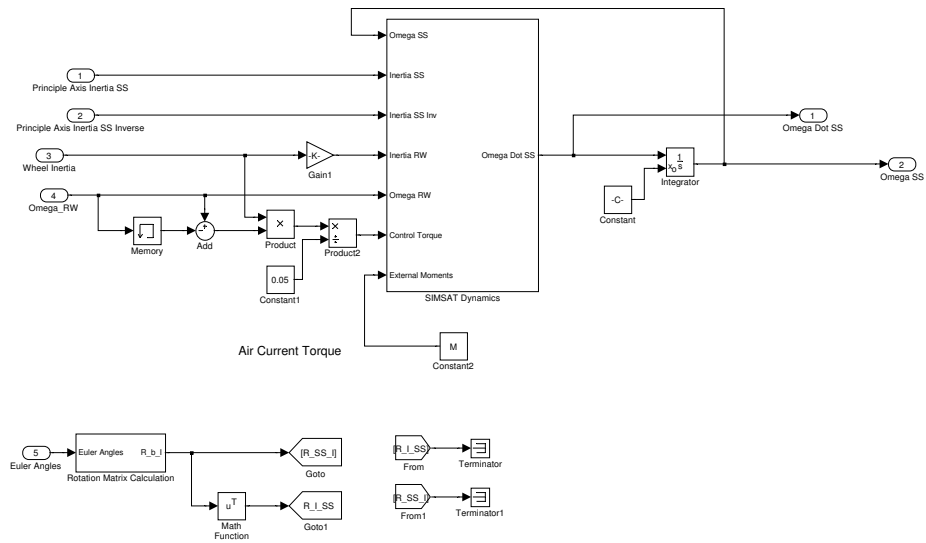 Omega SS
1
Principle Axis Inertia SS
Inertia SS
2
Principle Axis Inertia SS Inverse
Inertia SS Inv
1
Omega Dot SS
3
Wheel Inertia
-K-
Gain1
Inertia RW
Omega Dot SS
1
s
x0
Integrator
2
Omega SS
4
Omega_RW
Omega RW
-C-
Constant
Memory
+
-
Add
×
Product
×
÷
Product2
Control Torque
0.05
Constant1
External Moments
SIMSAT Dynamics
Air Current Torque
M
Constant2
5
Euler Angles
Euler Angles
R_b_I
Rotation Matrix Calculation
[R_SS_I]
Goto
[R_I_SS]
From
Terminator
uT
Math
Function
R_I_SS
Goto1
[R_SS_I]
From1
Terminator1